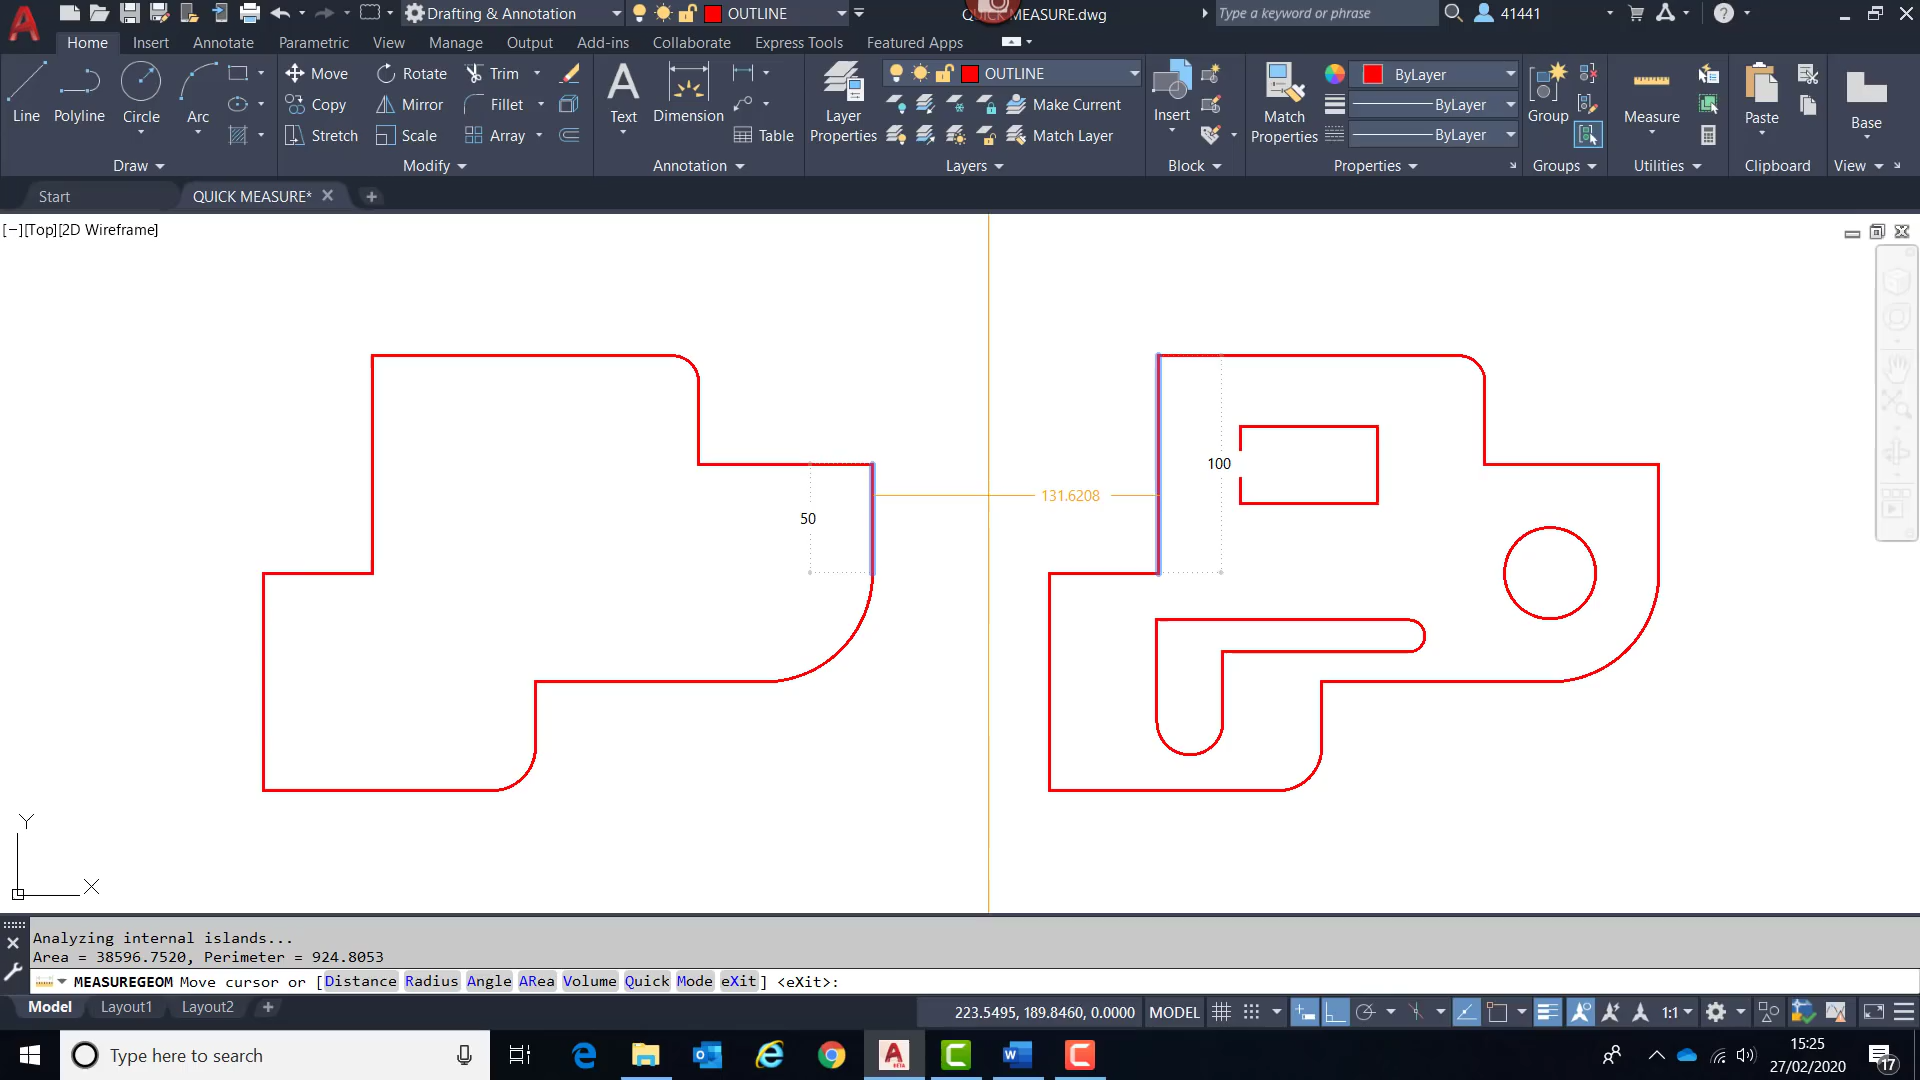 Drafting & Annotation
OUTLINE
QUICK MEASURE.dwg
Type a keyword or phrase
41441
Home Insert Annotate Parametric View Manage Output Add-ins Collaborate Express Tools Featured Apps
Line Polyline Circle Arc
Move Rotate Trim
Copy Mirror Fillet
Stretch Scale Array
Text Dimension Table
Layer Properties
OUTLINE
Make Current
Match Layer
Insert
Match Properties
ByLayer
ByLayer
ByLayer
Group
Measure
Paste
Base
Draw Modify Annotation Layers Block Properties Groups Utilities Clipboard View
Start QUICK MEASURE*
[−][Top][2D Wireframe]
100
131.6208
50
Y
X
Analyzing internal islands...
Area = 38596.7520, Perimeter = 924.8053
MEASUREGEOM Move cursor or [Distance Radius Angle ARea Volume Quick Mode eXit] <eXit>:
Model Layout1 Layout2
223.5495, 189.8460, 0.0000 MODEL 1:1
Type here to search
BETA
15:25
27/02/2020
17